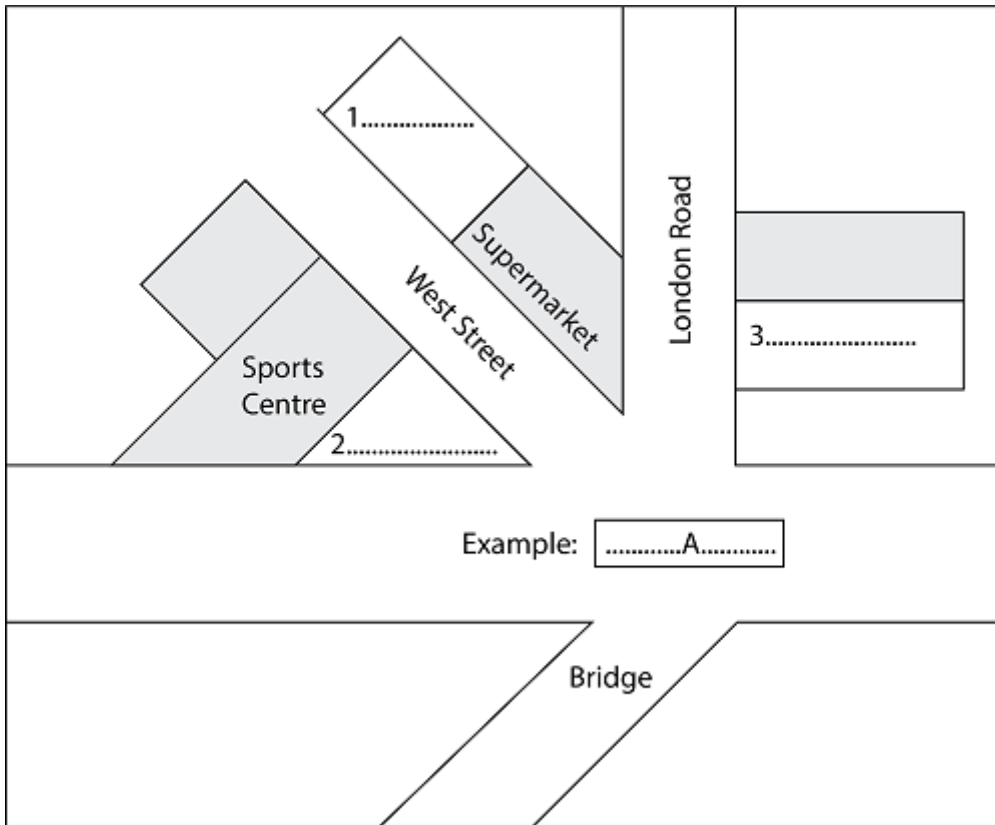 1....................
Supermarket
London Road
West Street
3..........................
Sports
Centre
2..........................
Example: ............A............
Bridge